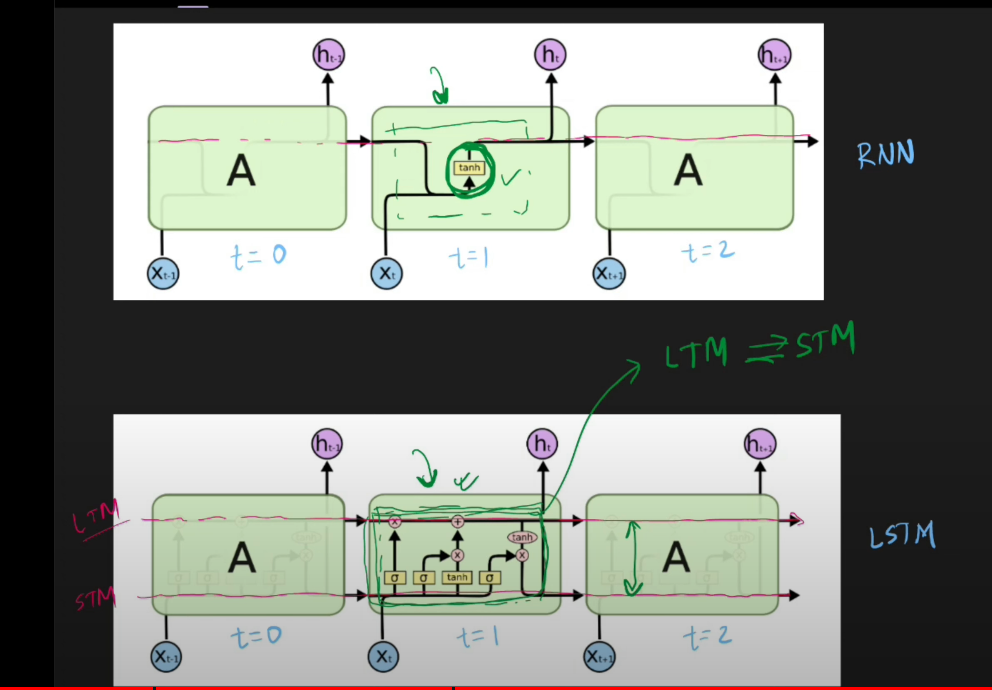 ht-1 ht ht+1
A tanh A RNN
t=0 t=1 t=2
Xt-1 Xt Xt+1
LTM ⇌ STM
ht-1 ht ht+1
LTM
tanh
A A LSTM
σ σ tanh σ
STM
t=0 t=1 t=2
Xt-1 Xt Xt+1